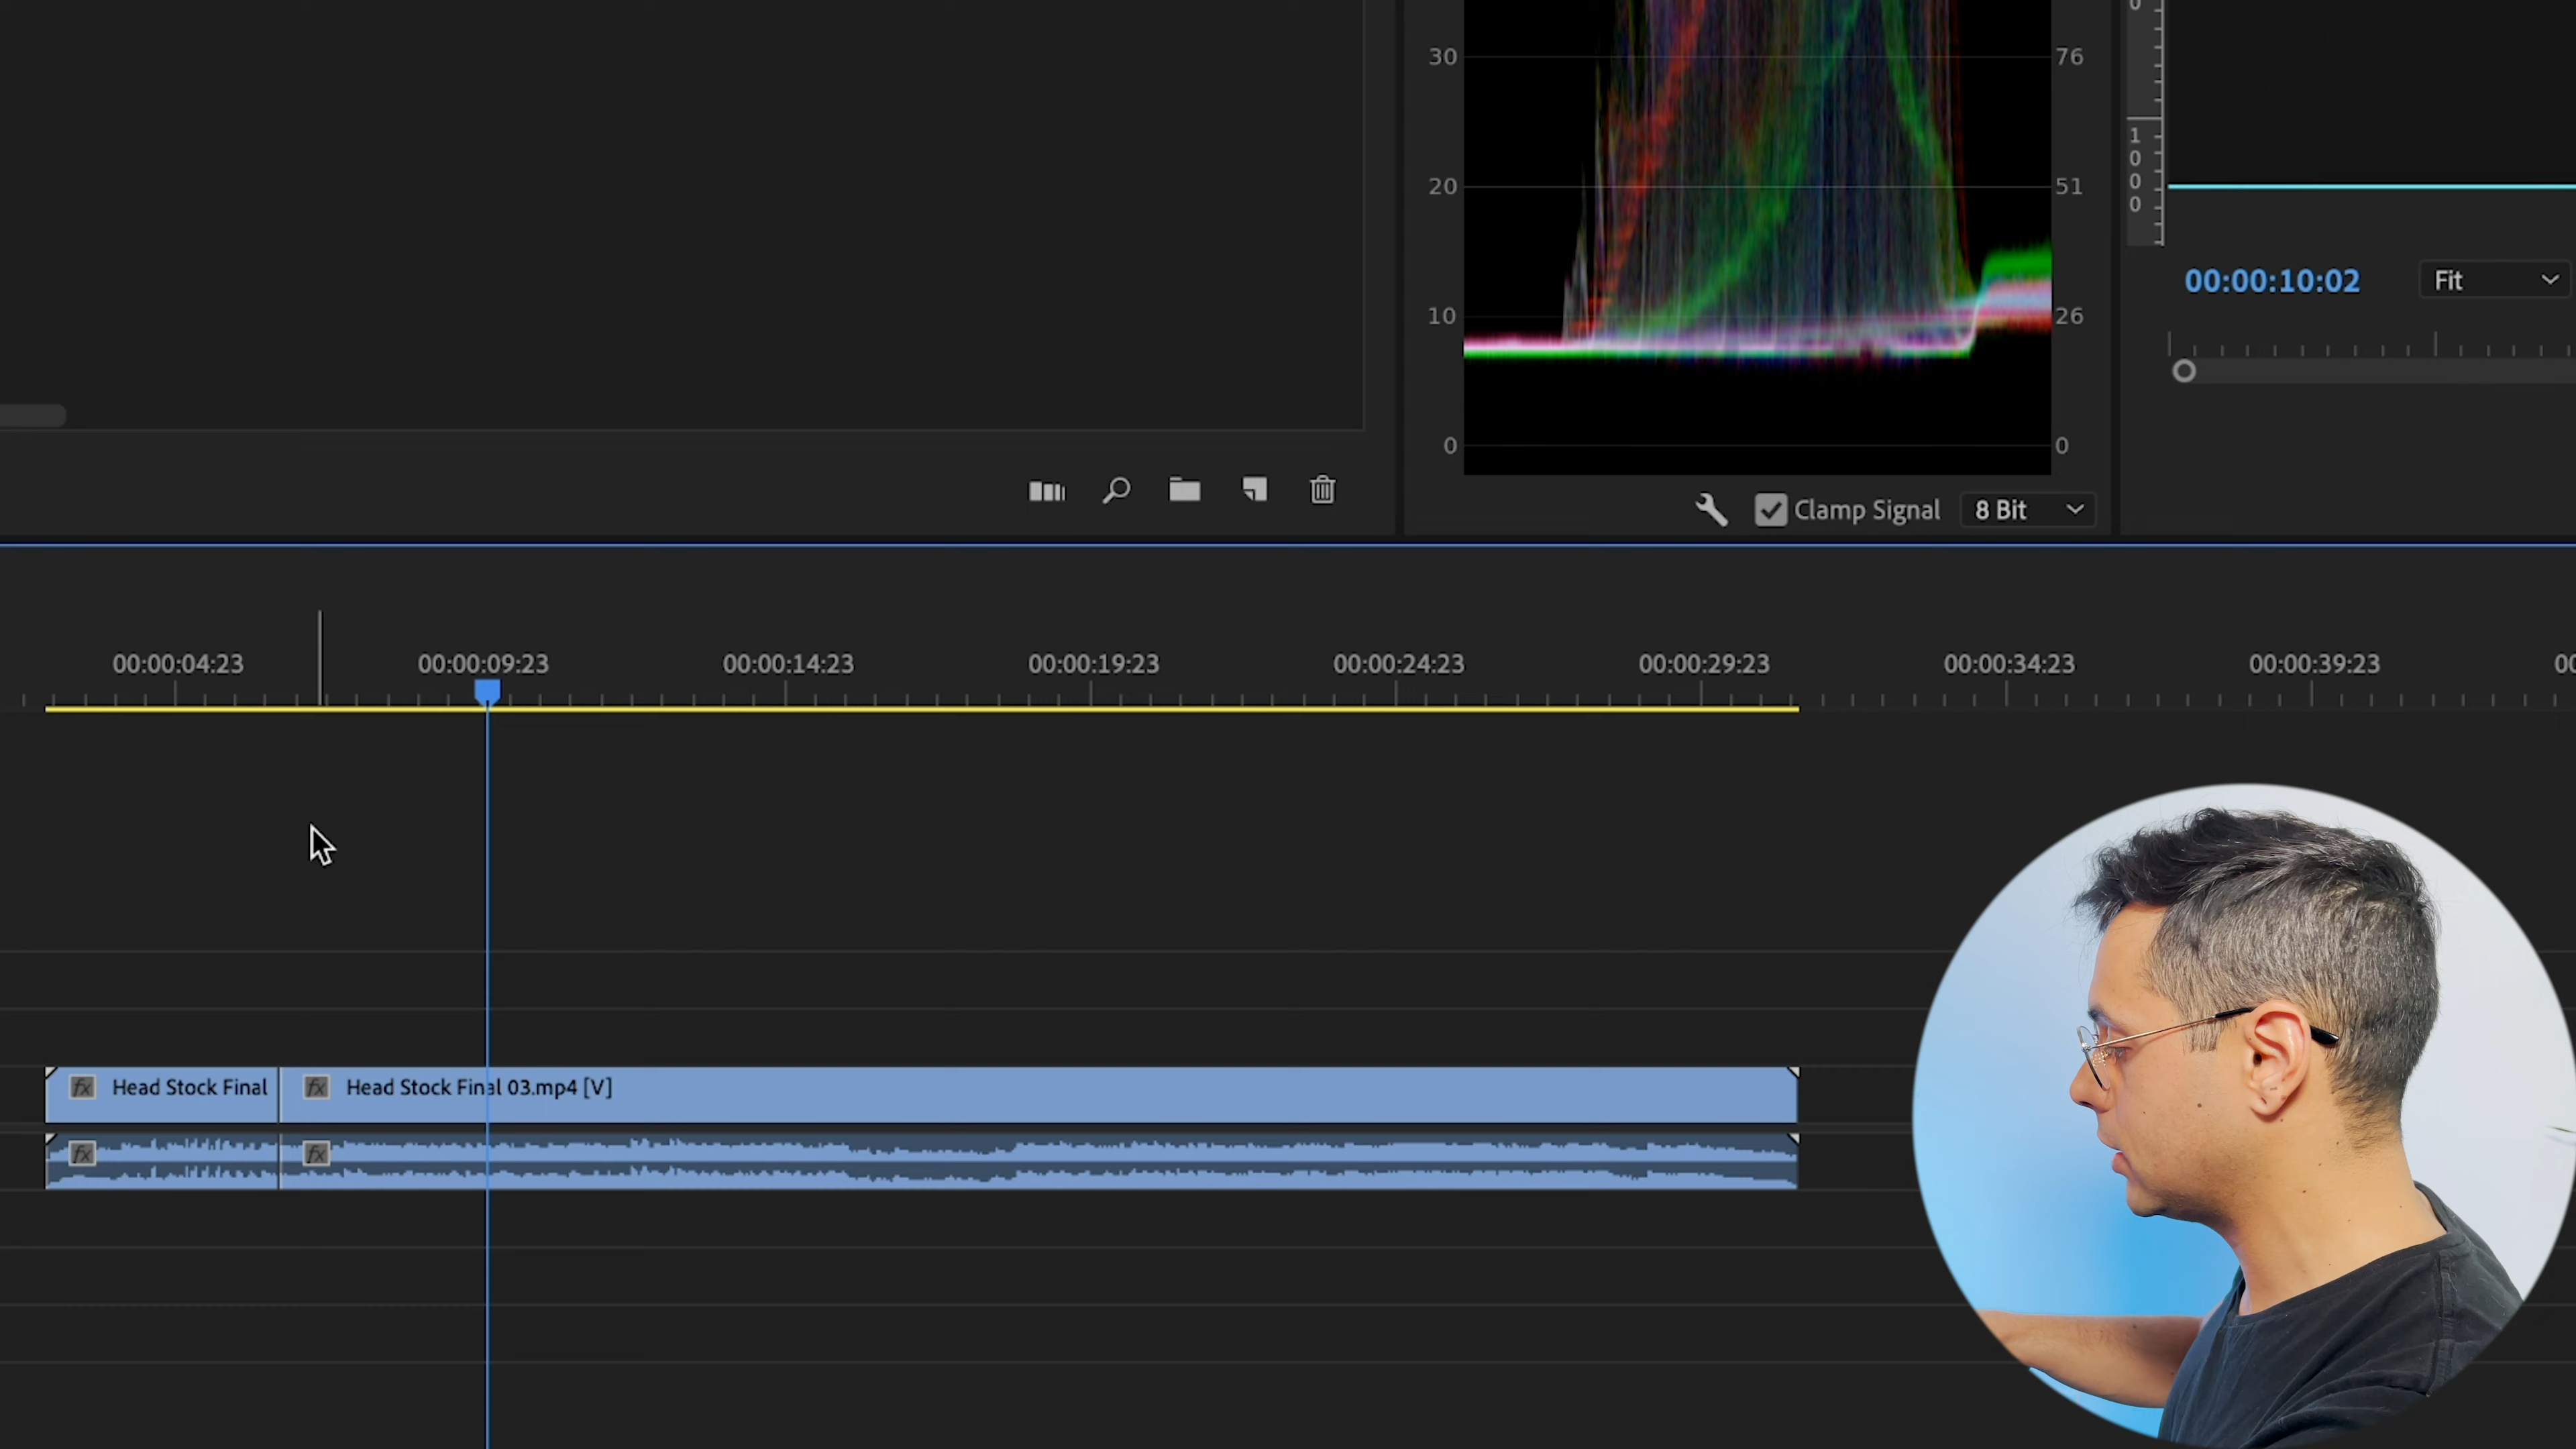 30 76
20 51
10 26
0 0
1
0
0
0
00:00:10:02 Fit
Clamp Signal 8 Bit
00:00:04:23 00:00:09:23 00:00:14:23 00:00:19:23 00:00:24:23 00:00:29:23 00:00:34:23 00:00:39:23
fx Head Stock Final fx Head Stock Final 03.mp4 [V]
fx fx